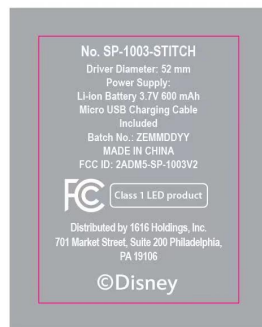 No. SP-1003-STITCH
Driver Diameter: 52 mm
Power Supply:
Li-Ion Battery 3.7V 600 mAh
Micro USB Charging Cable
Included
Batch No.: ZEMMDDYY
MADE IN CHINA
FCC ID: 2ADM5-SP-1003V2
FC Class 1 LED product
Distributed by 1616 Holdings, Inc.
701 Market Street, Suite 200 Philadelphia,
PA 19106
©Disney